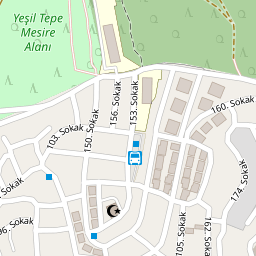 Yeşil Tepe
Mesire
Alanı
156. Sokak
153. Sokak
150. Sokak
160. Sokak
103. Sokak
174. Sokak
Sokak
Sokak
162. Sokak
105. Sokak
Sokak